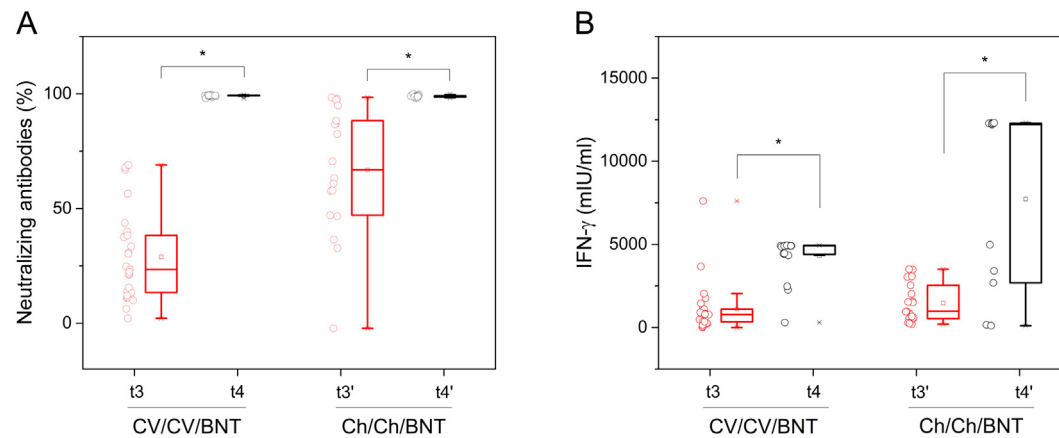 A
Neutralizing antibodies (%)
100
50
0
*
*
t3
t4
t3'
t4'
CV/CV/BNT
Ch/Ch/BNT
B
IFN-γ (mIU/ml)
15000
10000
5000
0
*
*
t3
t4
t3'
t4'
CV/CV/BNT
Ch/Ch/BNT